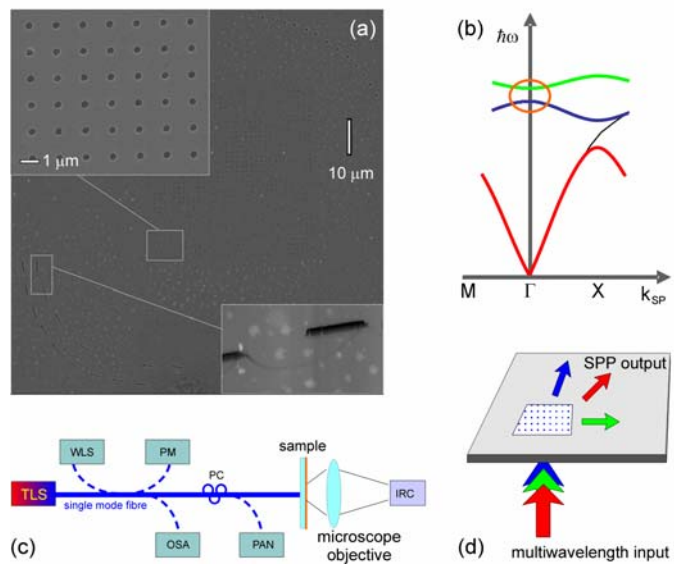 (a)
1 μm
10 μm
(b)
ħω
M
Γ
X
k_SP
SPP output
multiwavelength input
(d)
WLS
PM
sample
TLS
single mode fibre
PC
IRC
OSA
PAN
microscope
objective
(c)